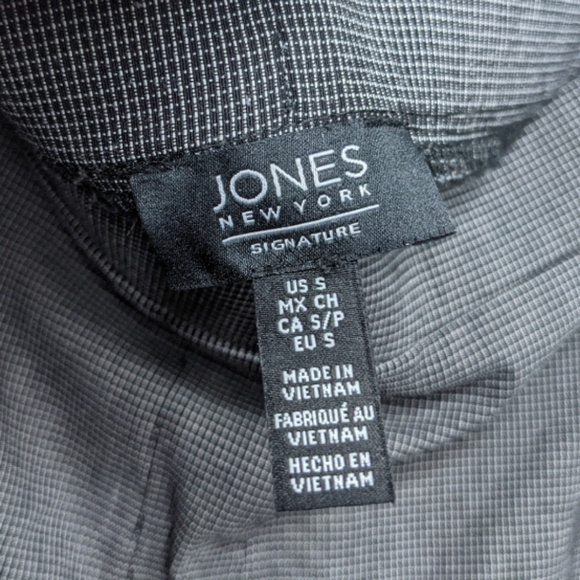 JONES
NEW YORK
SIGNATURE
US S
MX CH
CA S/P
EU S
MADE IN
VIETNAM
FABRIQUÉ AU
VIETNAM
HECHO EN
VIETNAM